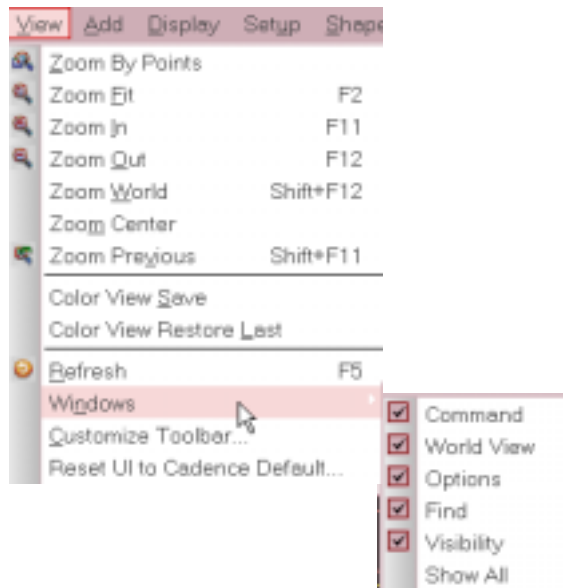 View Add Display Setup Shape
Zoom By Points
Zoom Fit F2
Zoom In F11
Zoom Out F12
Zoom World Shift+F12
Zoom Center
Zoom Previous Shift+F11
Color View Save
Color View Restore Last
Refresh F5
Windows
Customize Toolbar...
Reset UI to Cadence Default...
Command
World View
Options
Find
Visibility
Show All